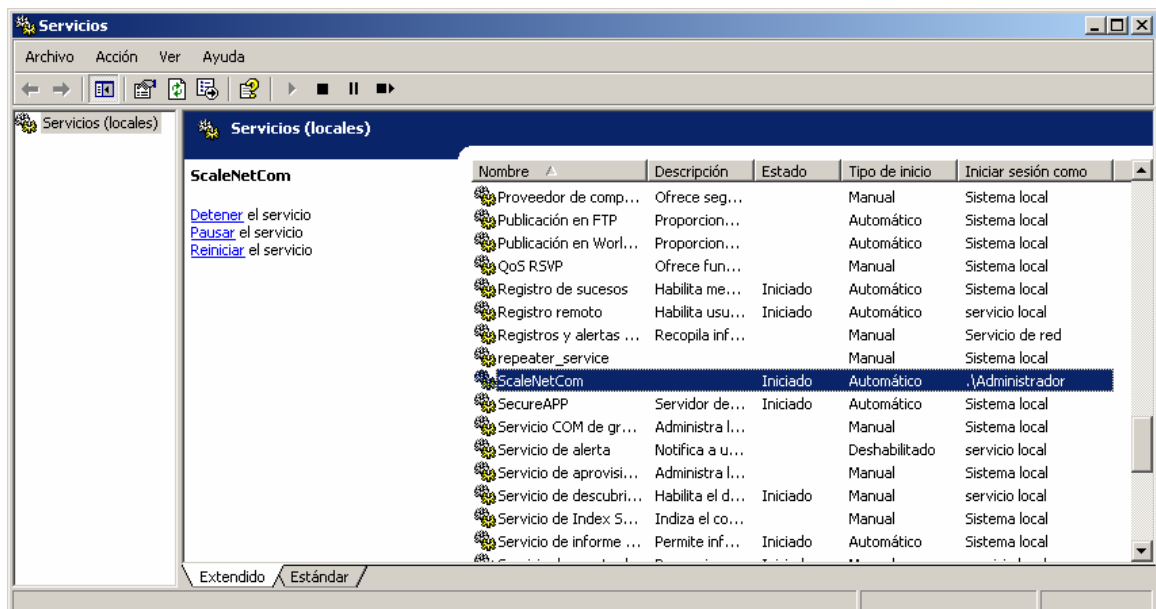 Servicios
Archivo Acción Ver Ayuda
Servicios (locales)
Servicios (locales)
ScaleNetCom
Detener el servicio
Pausar el servicio
Reiniciar el servicio
Nombre Descripción Estado Tipo de inicio Iniciar sesión como
Proveedor de comp... Ofrece seg... Manual Sistema local
Publicación en FTP Proporcion... Automático Sistema local
Publicación en Worl... Proporcion... Automático Sistema local
QoS RSVP Ofrece fun... Manual Sistema local
Registro de sucesos Habilita me... Iniciado Automático Sistema local
Registro remoto Habilita usu... Iniciado Automático servicio local
Registros y alertas ... Recopila inf... Manual Servicio de red
repeater_service Manual Sistema local
ScaleNetCom Iniciado Automático .\Administrador
SecureAPP Servidor de... Iniciado Automático Sistema local
Servicio COM de gr... Administra l... Manual Sistema local
Servicio de alerta Notifica a u... Deshabilitado servicio local
Servicio de aprovisi... Administra l... Manual Sistema local
Servicio de descubri... Habilita el d... Iniciado Manual servicio local
Servicio de Index S... Indiza el co... Manual Sistema local
Servicio de informe ... Permite inf... Iniciado Automático Sistema local
Extendido Estándar